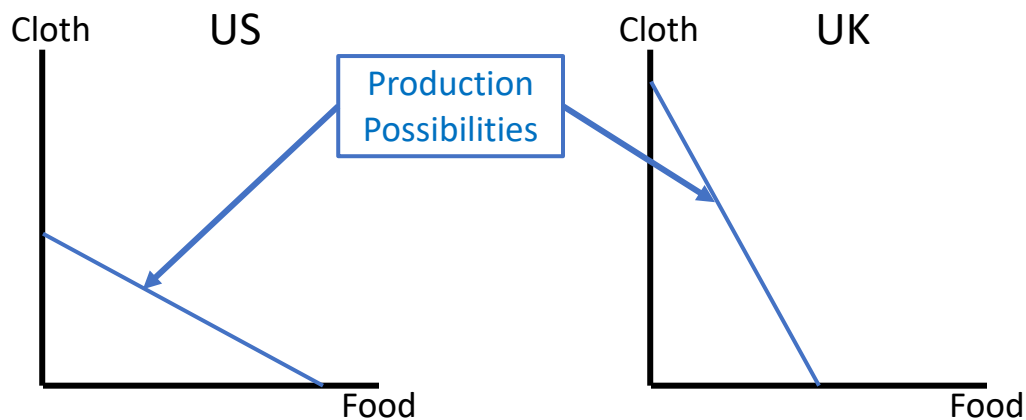 Cloth
US
Cloth
UK
Production
Possibilities
Food
Food